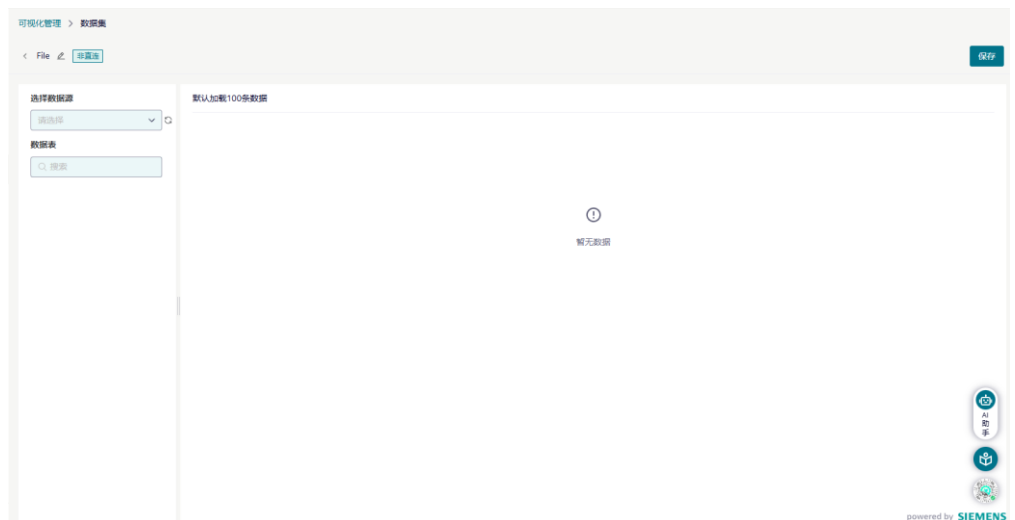 可视化管理 > 数据集
< File 非直连
保存
选择数据源
请选择
数据表
搜索
默认加载100条数据
暂无数据
AI
助
手
powered by SIEMENS